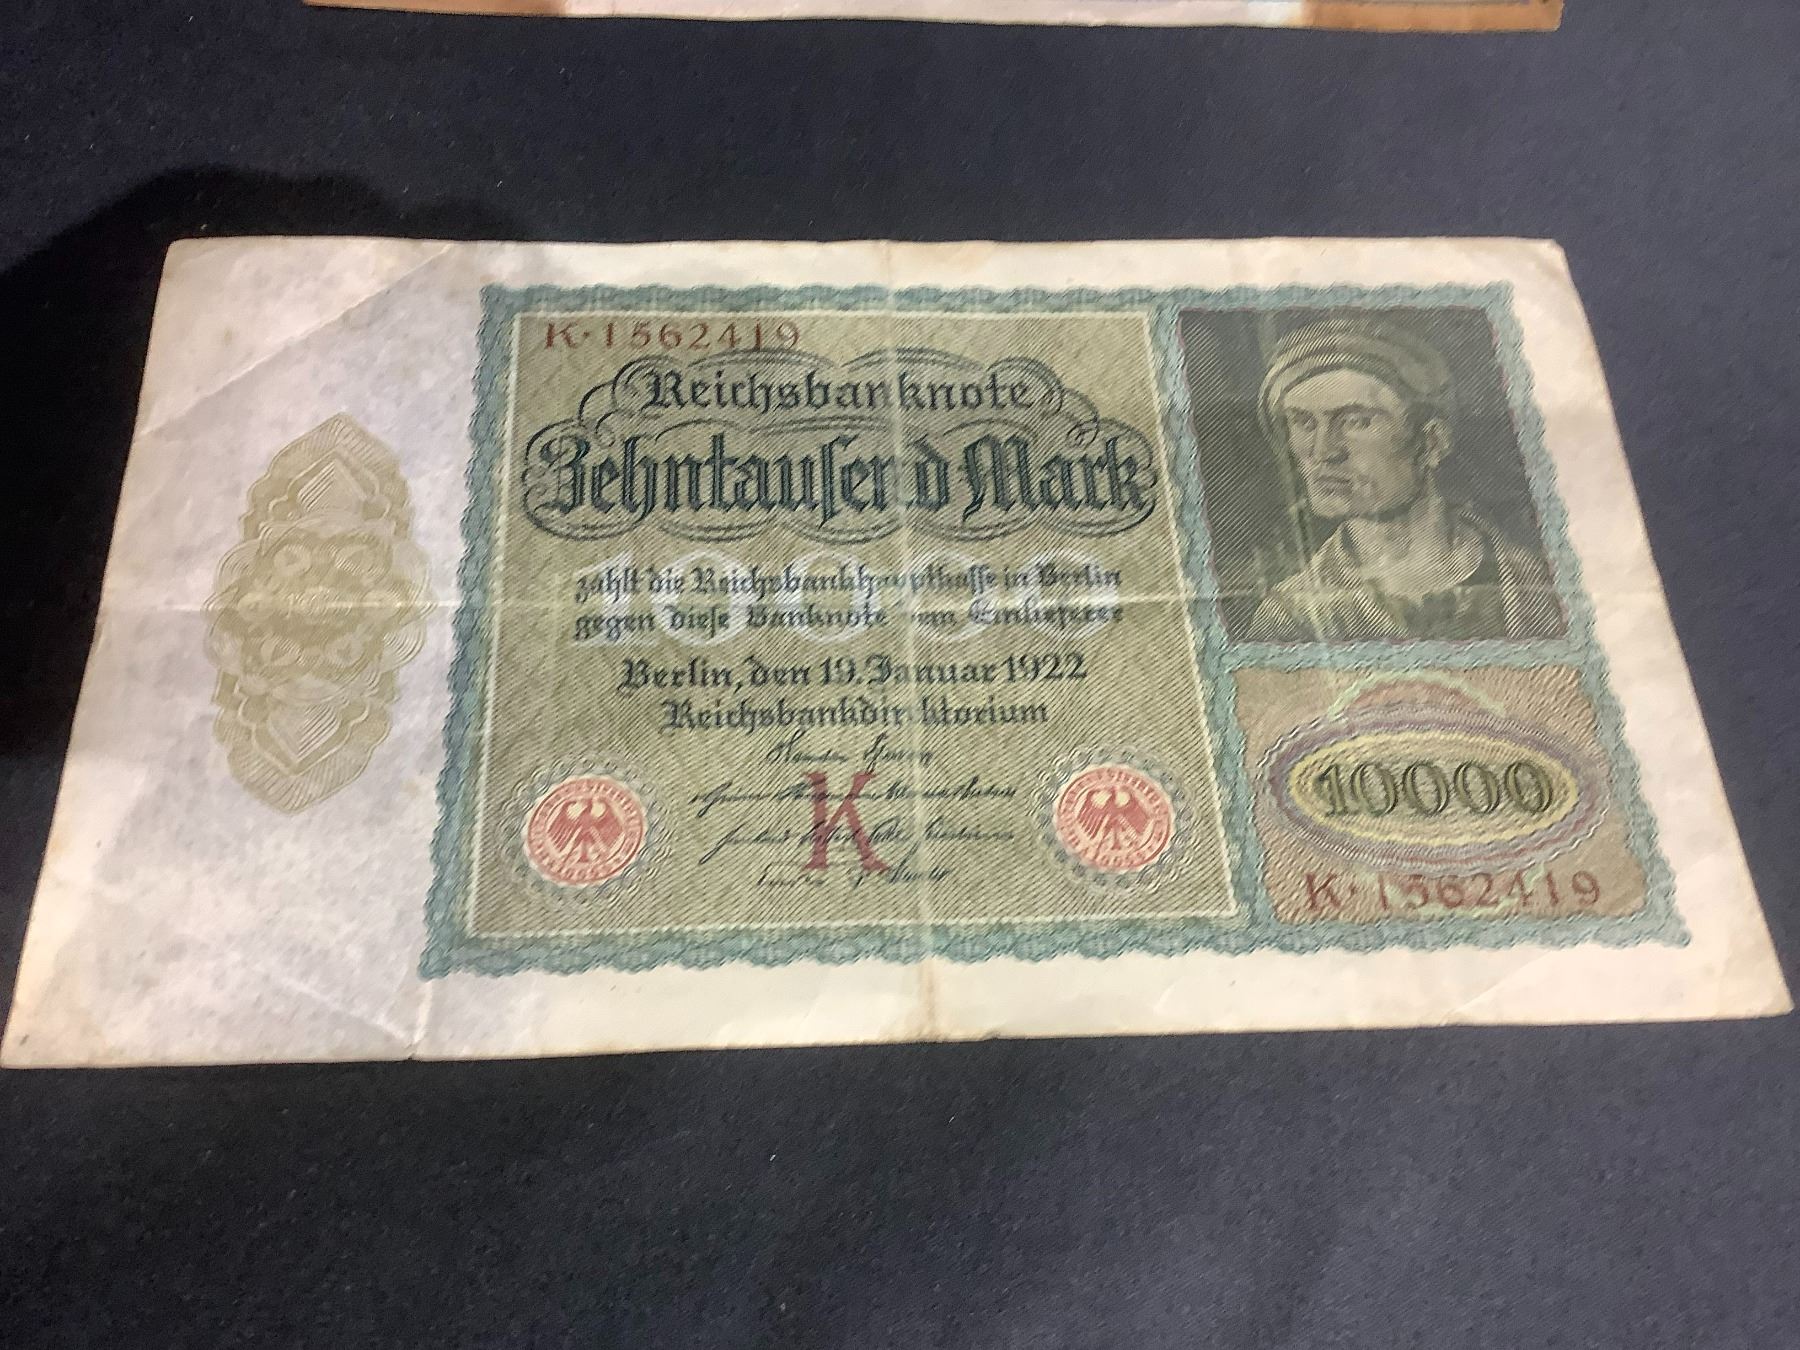 K·1562419
Reichsbanknote
Zehntausend Mark
10000
zahlt die Reichsbankhauptkasse in Berlin
gegen diese Banknote dem Einlieferer
Berlin, den 19. Januar 1922
Reichsbankdirektorium
K
10000
K·1562419